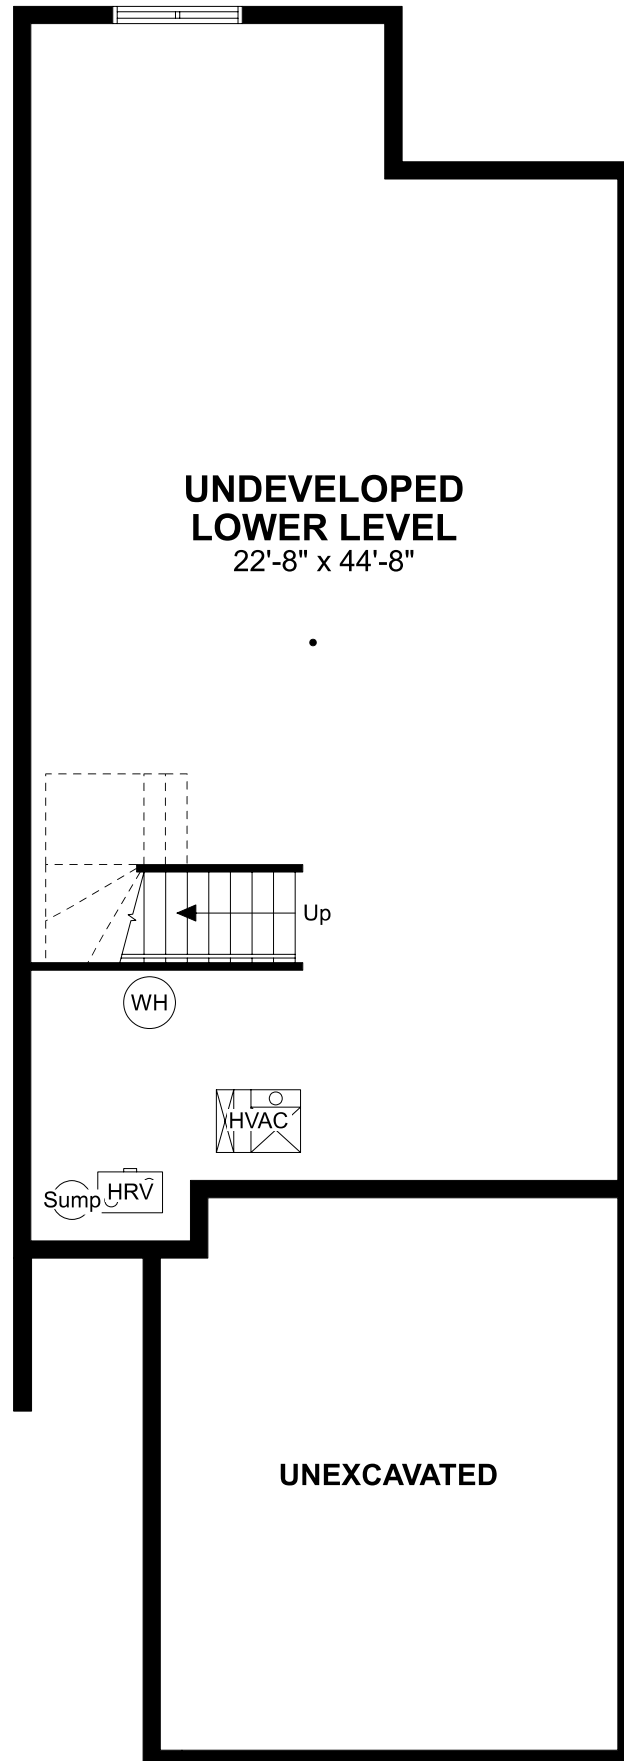 UNDEVELOPED
LOWER LEVEL
22'-8" x 44'-8"
Up
WH
HVAC
Sump
HRV
UNEXCAVATED